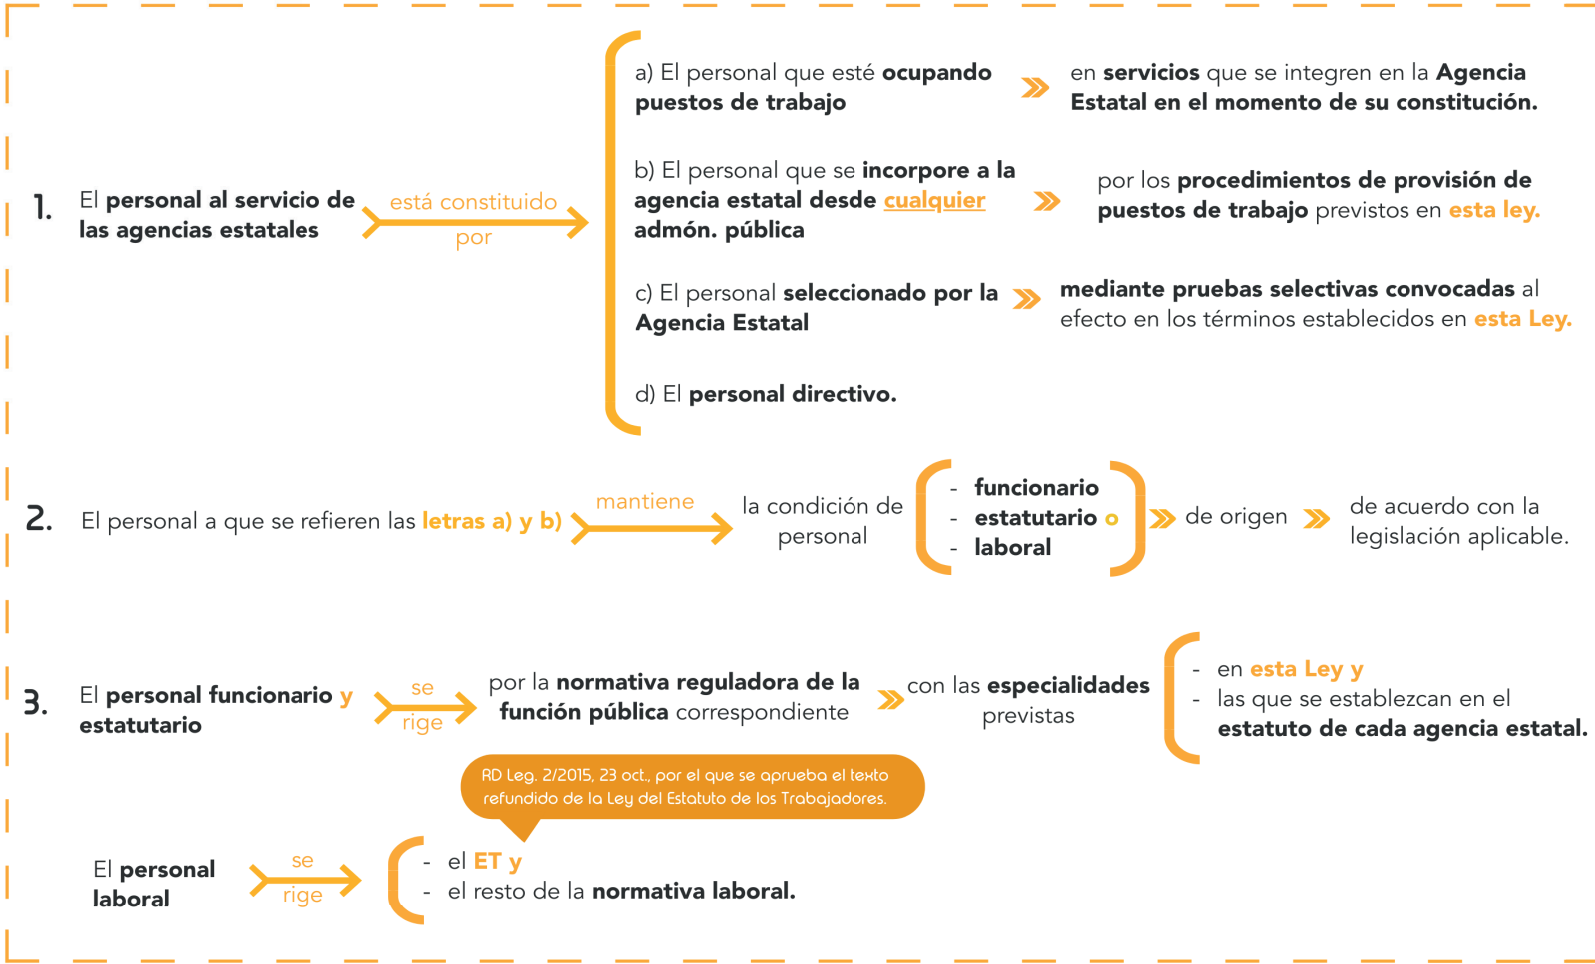 1.
El personal al servicio de
las agencias estatales
está constituido
por
a) El personal que esté ocupando
puestos de trabajo
en servicios que se integren en la Agencia
Estatal en el momento de su constitución.
b) El personal que se incorpore a la
agencia estatal desde cualquier
admón. pública
por los procedimientos de provisión de
puestos de trabajo previstos en esta ley.
c) El personal seleccionado por la
Agencia Estatal
mediante pruebas selectivas convocadas al
efecto en los términos establecidos en esta Ley.
d) El personal directivo.
2.
El personal a que se refieren las letras a) y b)
mantiene
la condición de
personal
- funcionario
- estatutario o
- laboral
de origen
de acuerdo con la
legislación aplicable.
3.
El personal funcionario y
estatutario
se
rige
por la normativa reguladora de la
función pública correspondiente
con las especialidades
previstas
- en esta Ley y
- las que se establezcan en el
estatuto de cada agencia estatal.
RD Leg. 2/2015, 23 oct., por el que se aprueba el texto
refundido de la Ley del Estatuto de los Trabajadores.
El personal
laboral
se
rige
- el ET y
- el resto de la normativa laboral.